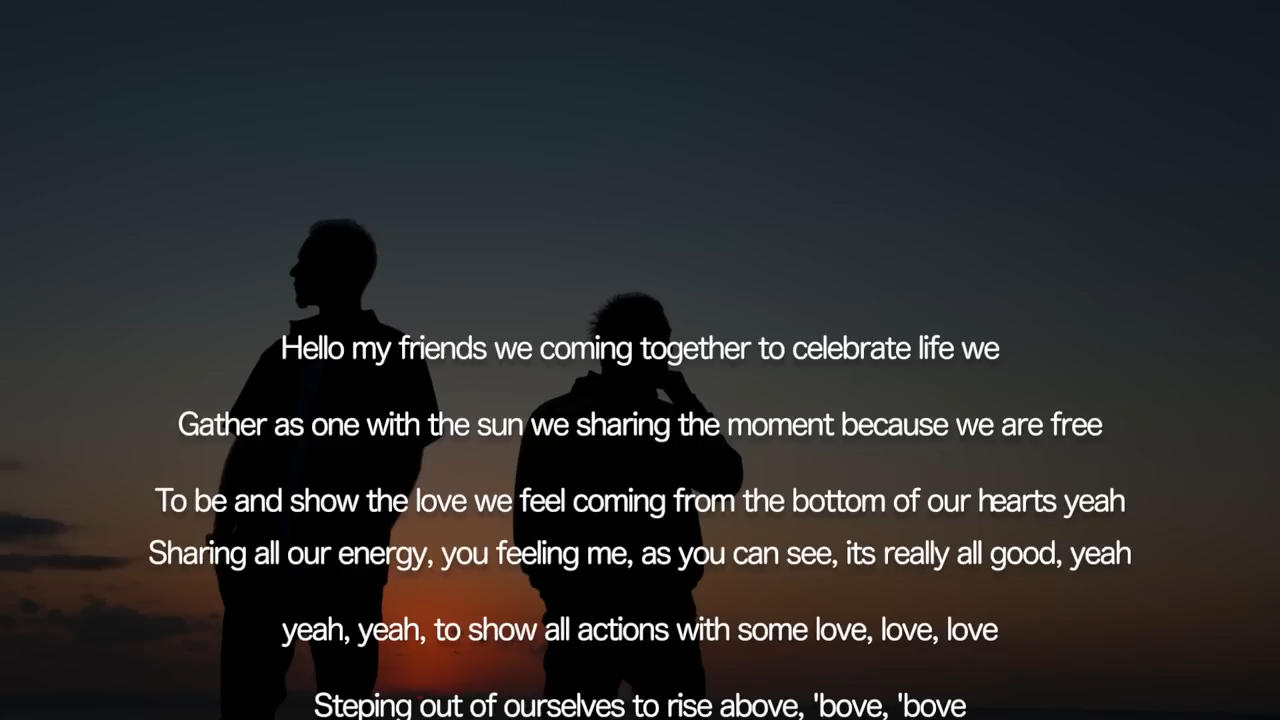 Hello my friends we coming together to celebrate life we
Gather as one with the sun we sharing the moment because we are free
To be and show the love we feel coming from the bottom of our hearts yeah
Sharing all our energy, you feeling me, as you can see, its really all good, yeah
yeah, yeah, to show all actions with some love, love, love
Steping out of ourselves to rise above, 'bove, 'bove